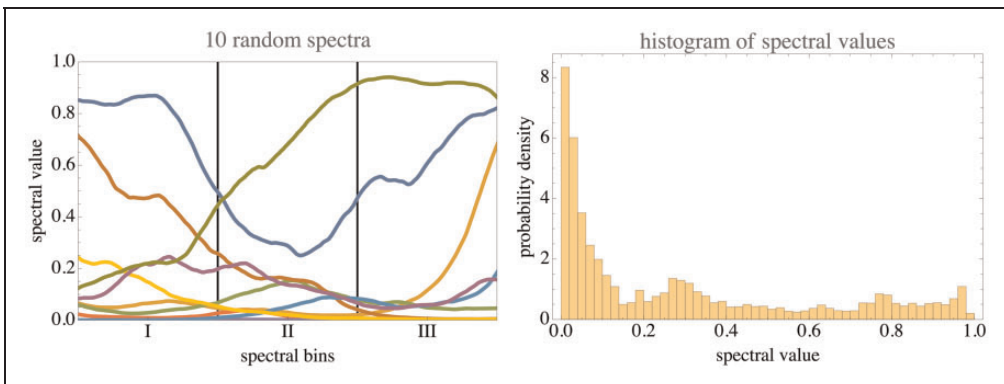 10 random spectra
1.0
0.8
0.6
0.4
0.2
0.0
spectral value
I II III
spectral bins
histogram of spectral values
8
6
4
2
0
probability density
0.0 0.2 0.4 0.6 0.8 1.0
spectral value